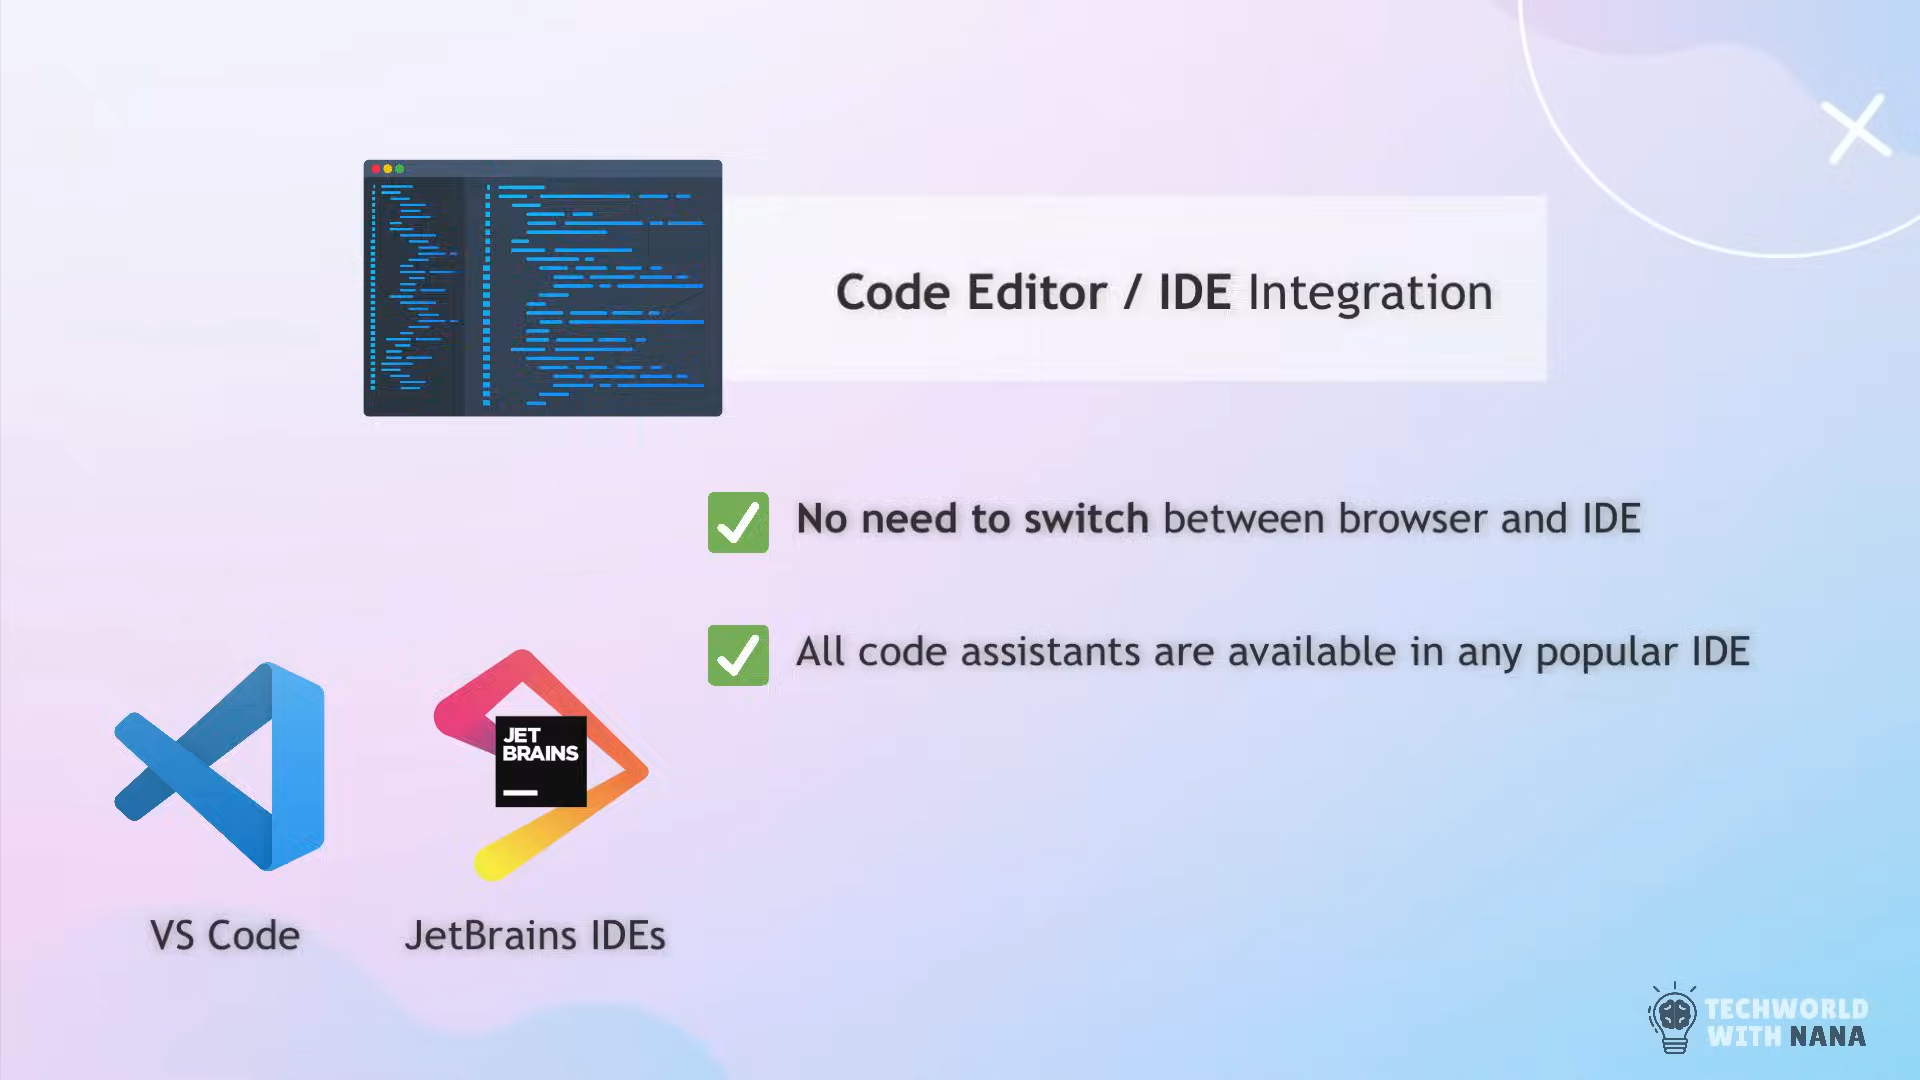 Code Editor / IDE Integration
No need to switch between browser and IDE
All code assistants are available in any popular IDE
JET
BRAINS
VS Code
JetBrains IDEs
TECHWORLD
WITH NANA